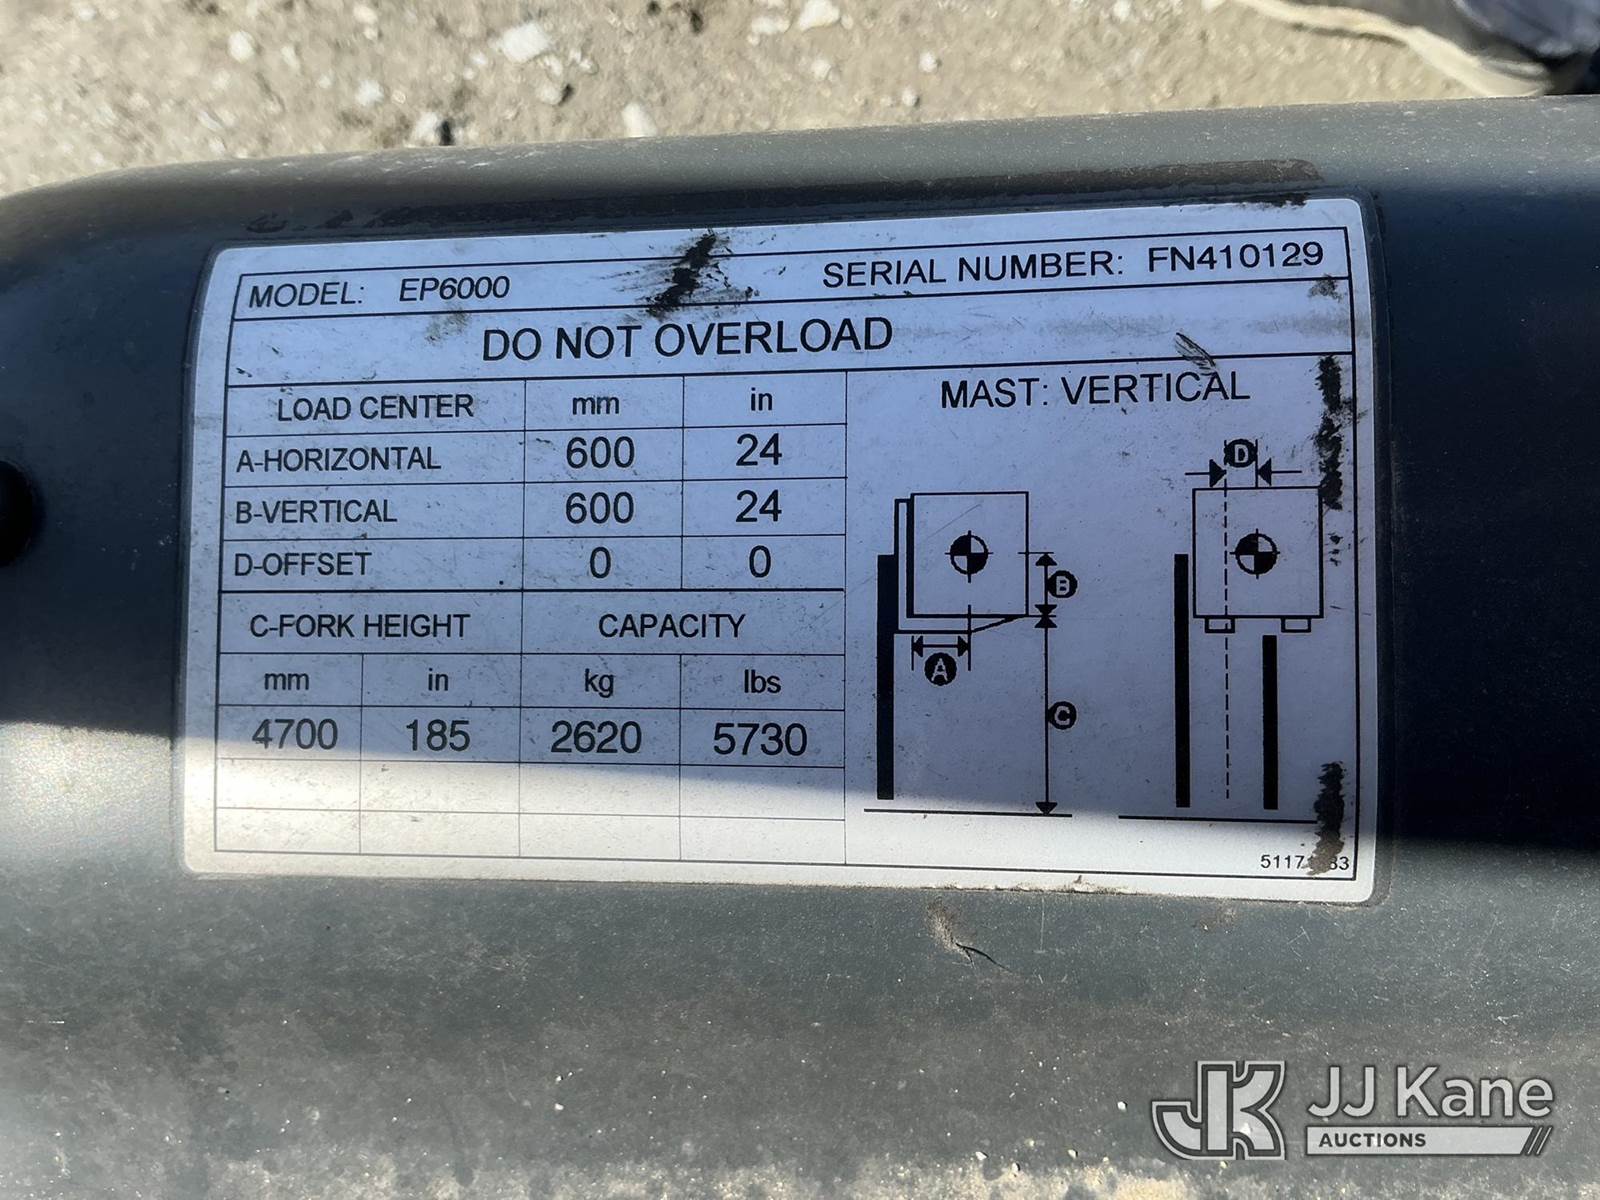 MODEL: EP6000 SERIAL NUMBER: FN410129
DO NOT OVERLOAD
LOAD CENTER mm in
A-HORIZONTAL 600 24
B-VERTICAL 600 24
D-OFFSET 0 0
C-FORK HEIGHT CAPACITY
mm in kg lbs
4700 185 2620 5730
MAST: VERTICAL
D
B
A
C
JK JJ Kane
AUCTIONS